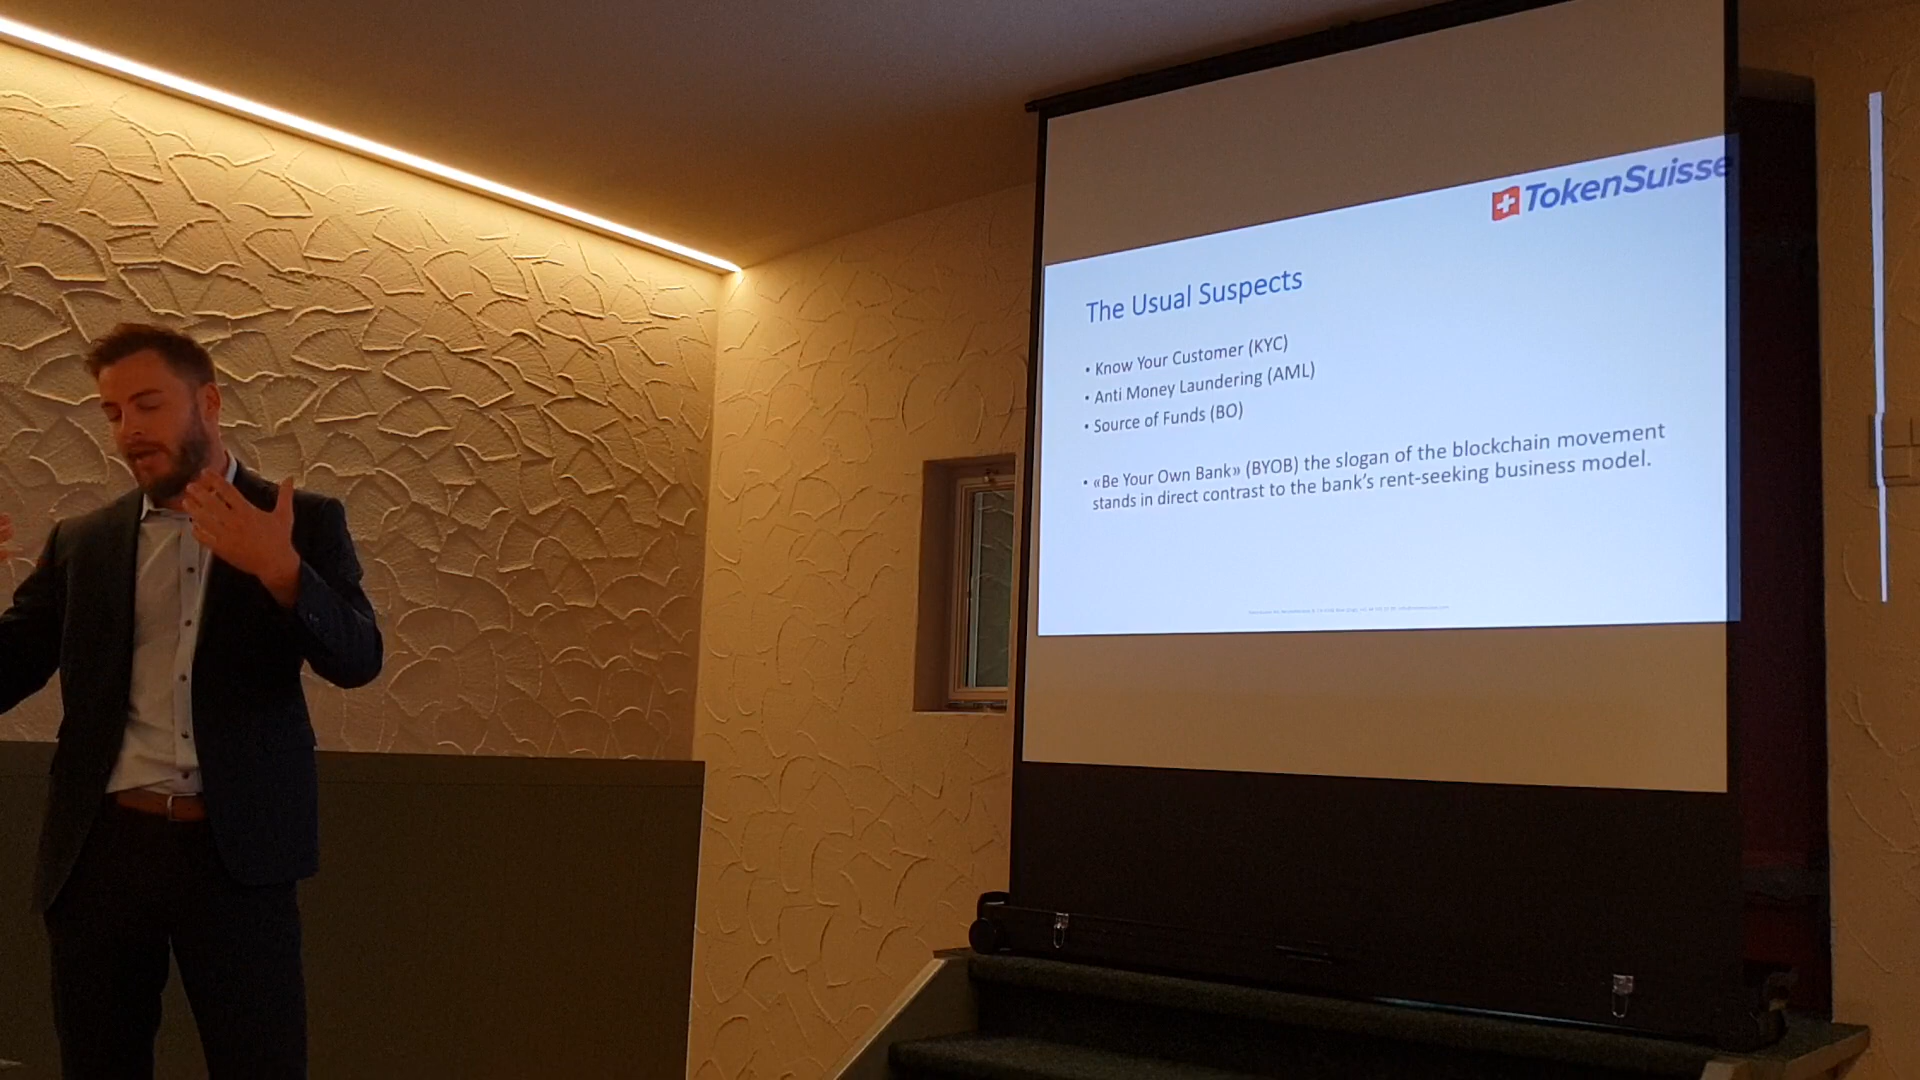 TokenSuisse
The Usual Suspects
• Know Your Customer (KYC)
• Anti Money Laundering (AML)
• Source of Funds (BO)
• «Be Your Own Bank» (BYOB) the slogan of the blockchain movement
stands in direct contrast to the bank's rent-seeking business model.